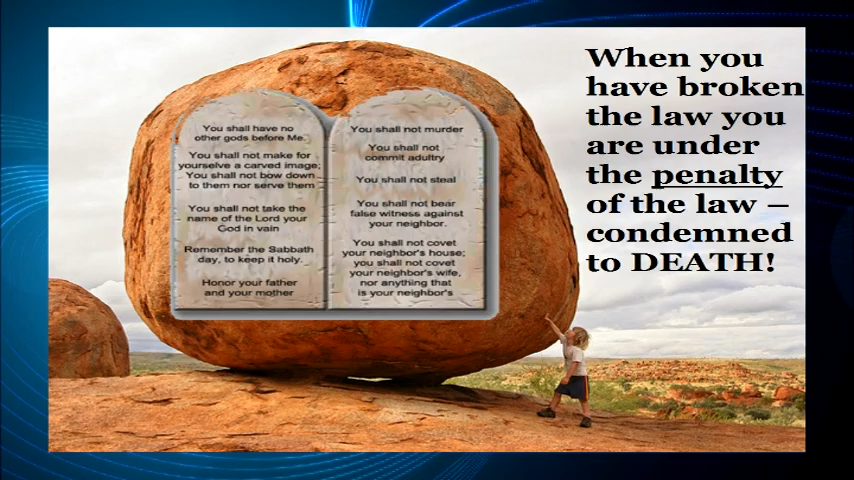 You shall have no
other gods before Me.
You shall not make for
yourselve a carved image;
You shall not bow down
to them nor serve them
You shall not take the
name of the Lord your
God in vain
Remember the Sabbath
day, to keep it holy.
Honor your father
and your mother
You shall not murder
You shall not
commit adultry
You shall not steal
You shall not bear
false witness against
your neighbor.
You shall not covet
your neighbor's house;
you shall not covet
your neighbor's wife,
nor anything that
is your neighbor's
When you
have broken
the law you
are under
the penalty
of the law –
condemned
to DEATH!